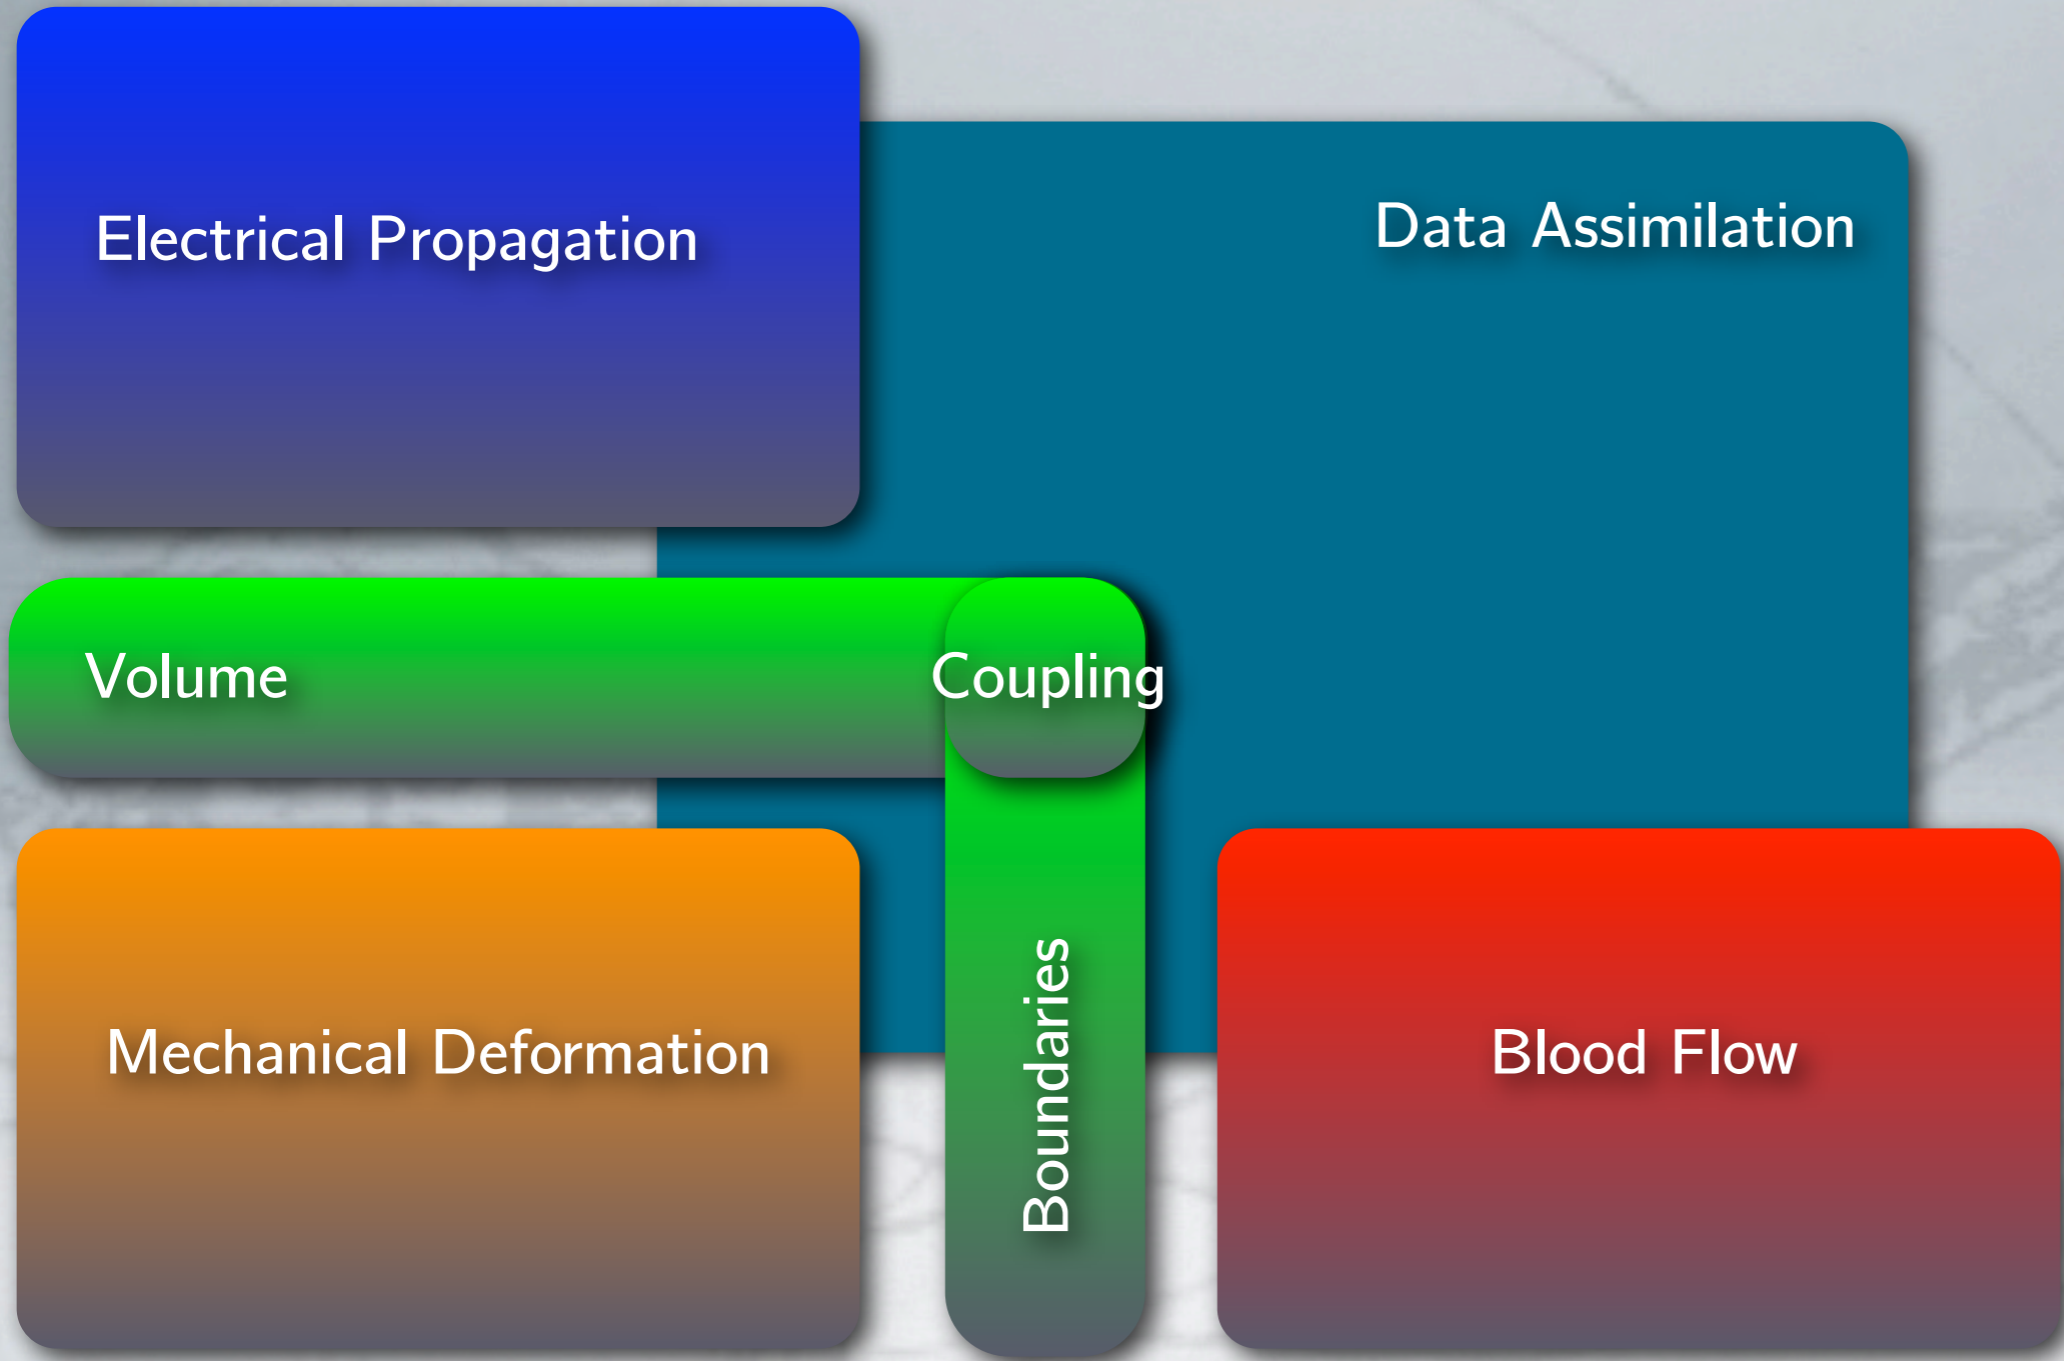 Electrical Propagation
Data Assimilation
Volume
Coupling
Boundaries
Mechanical Deformation
Blood Flow